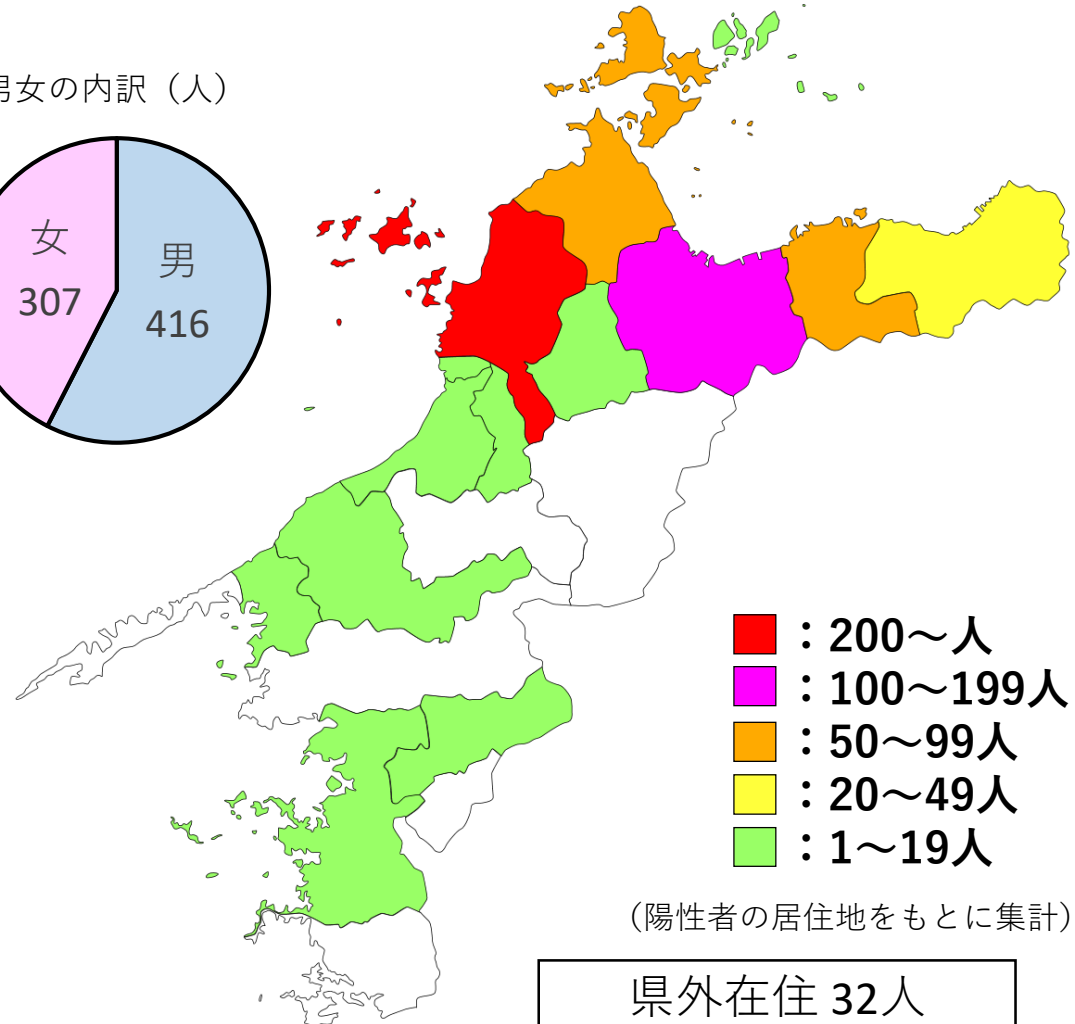 男女の内訳（人）
女
307
男
416
：200～人
：100～199人
：50～99人
：20～49人
：1～19人
（陽性者の居住地をもとに集計）
県外在住 32人